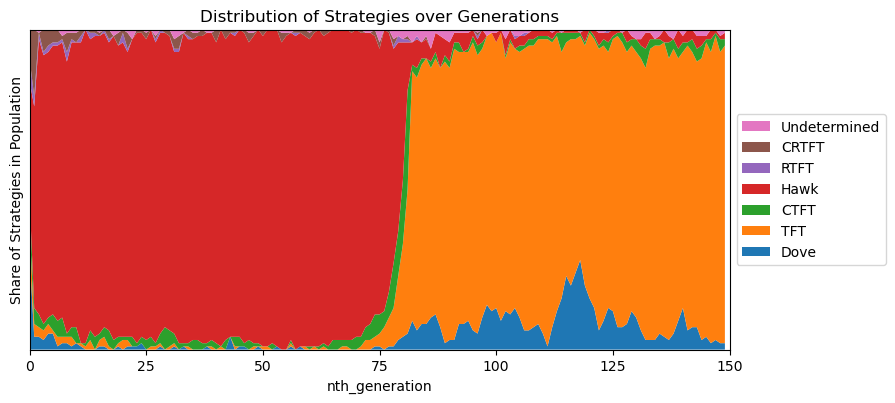 Distribution of Strategies over Generations
Share of Strategies in Population
Undetermined
CRTFT
RTFT
Hawk
CTFT
TFT
Dove
0 25 50 75 100 125 150
nth_generation